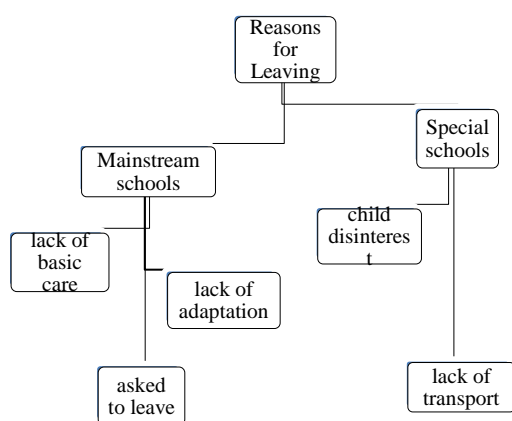 Reasons
for
Leaving
Mainstream
schools
Special
schools
lack of
basic
care
child
disinteres
t
lack of
adaptation
asked
to leave
lack of
transport